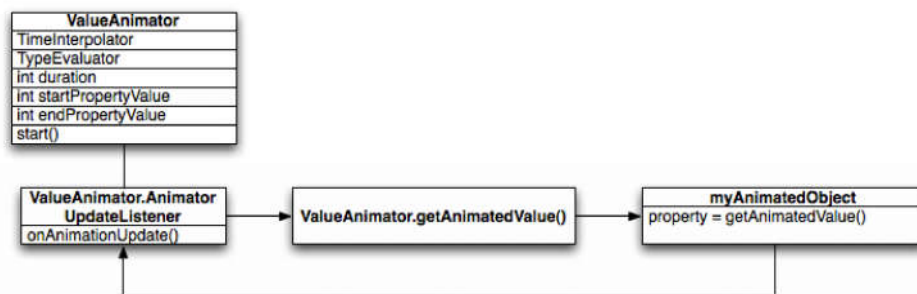 ValueAnimator
TimeInterpolator
TypeEvaluator
int duration
int startPropertyValue
int endPropertyValue
start()
ValueAnimator.Animator
UpdateListener
onAnimationUpdate()
ValueAnimator.getAnimatedValue()
myAnimatedObject
property = getAnimatedValue()